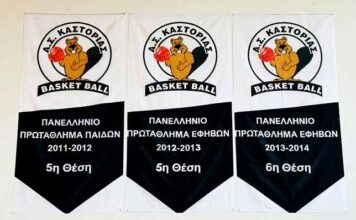 Α.Σ. ΚΑΣΤΟΡΙΑΣ
BASKET BALL
ΠΑΝΕΛΛΗΝΙΟ
ΠΡΩΤΑΘΛΗΜΑ ΠΑΙΔΩΝ
2011-2012
5η Θέση
Α.Σ. ΚΑΣΤΟΡΙΑΣ
BASKET BALL
ΠΑΝΕΛΛΗΝΙΟ
ΠΡΩΤΑΘΛΗΜΑ ΕΦΗΒΩΝ
2012-2013
5η Θέση
Α.Σ. ΚΑΣΤΟΡΙΑΣ
BASKET BALL
ΠΑΝΕΛΛΗΝΙΟ
ΠΡΩΤΑΘΛΗΜΑ ΕΦΗΒΩΝ
2013-2014
6η Θέση